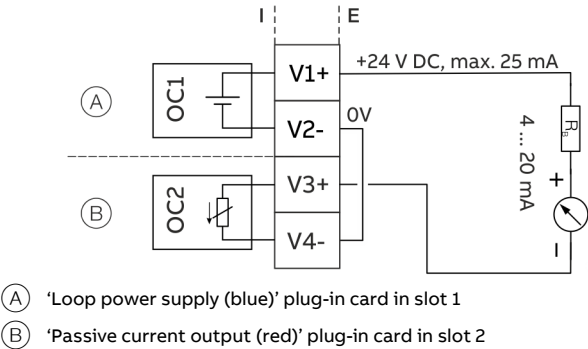 I E
OC1
V1+
+24 V DC, max. 25 mA
A
V2-
0V
RB
4 ... 20 mA
+
OC2
V3+
B
V4-
–
A 'Loop power supply (blue)' plug-in card in slot 1
B 'Passive current output (red)' plug-in card in slot 2